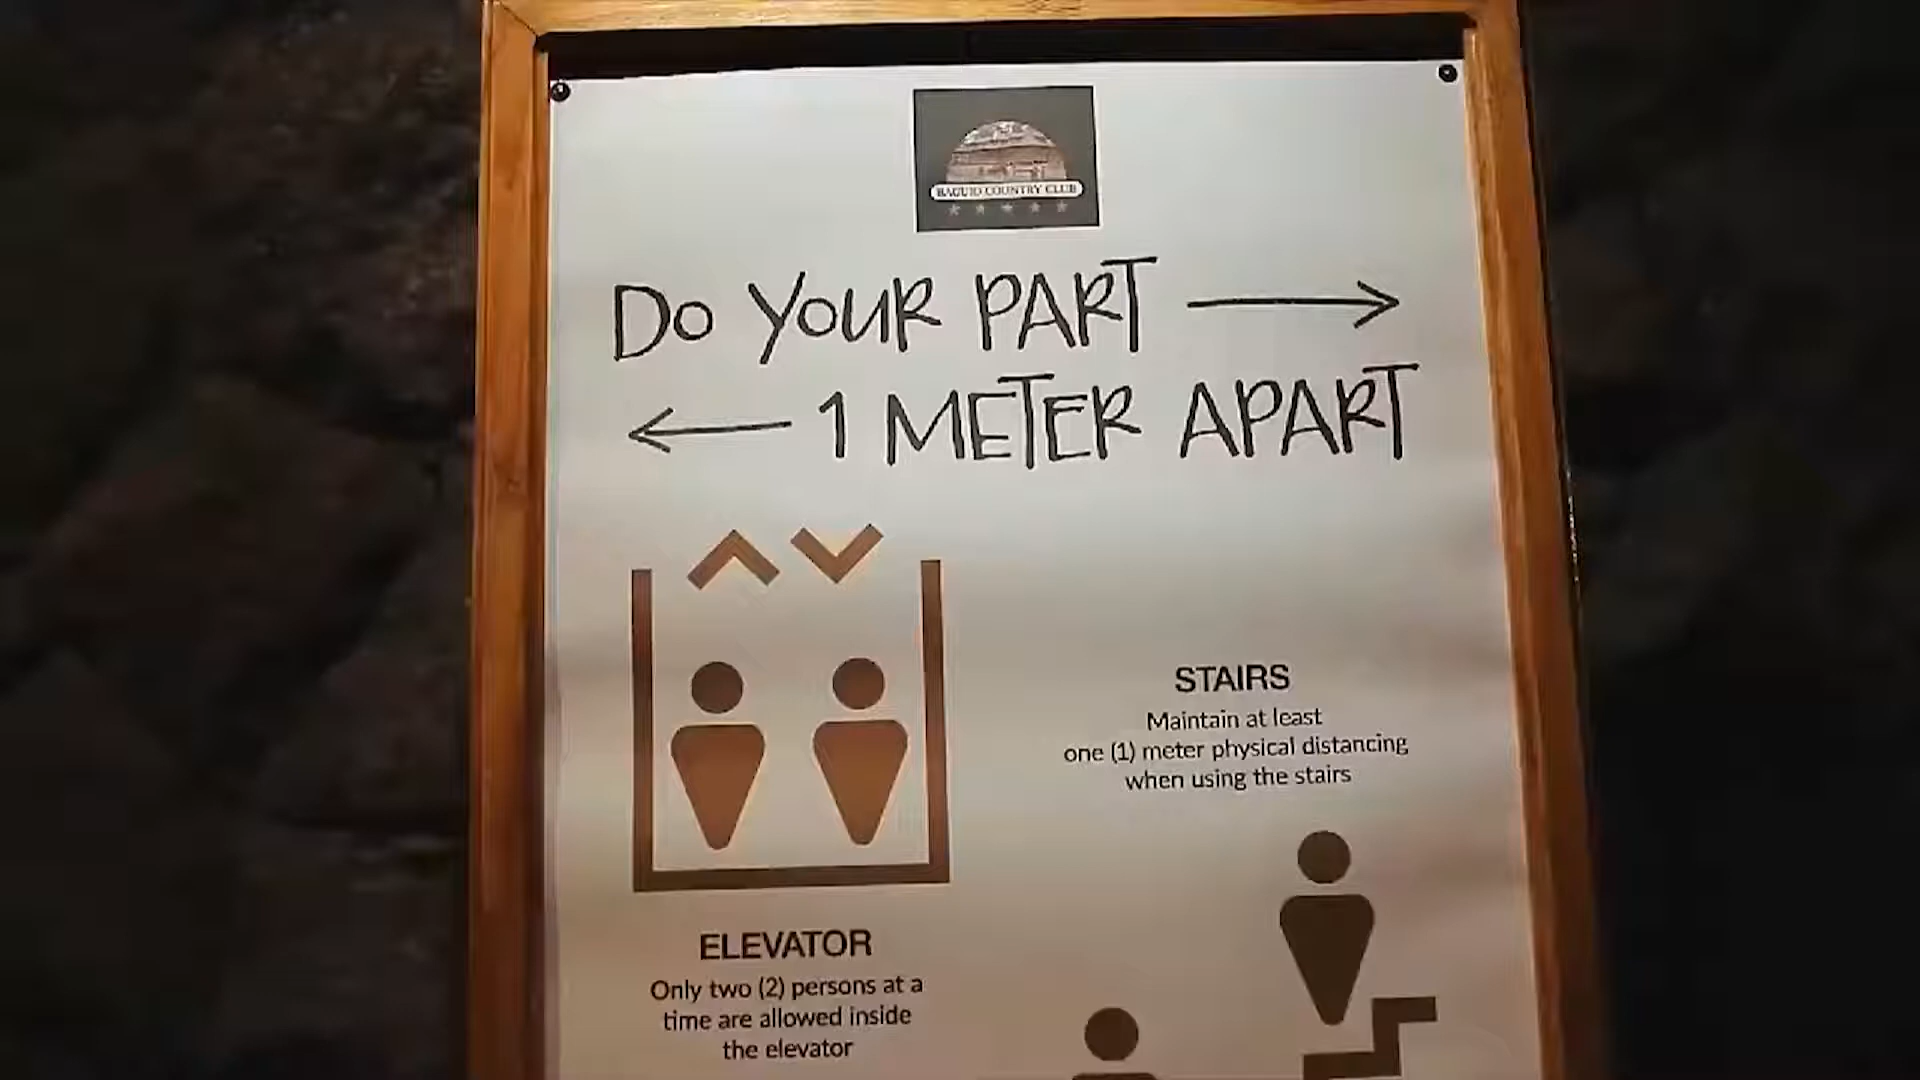 BAGUIO COUNTRY CLUB
DO YOUR PART
1 METER APART
STAIRS
Maintain at least
one (1) meter physical distancing
when using the stairs
ELEVATOR
Only two (2) persons at a
time are allowed inside
the elevator